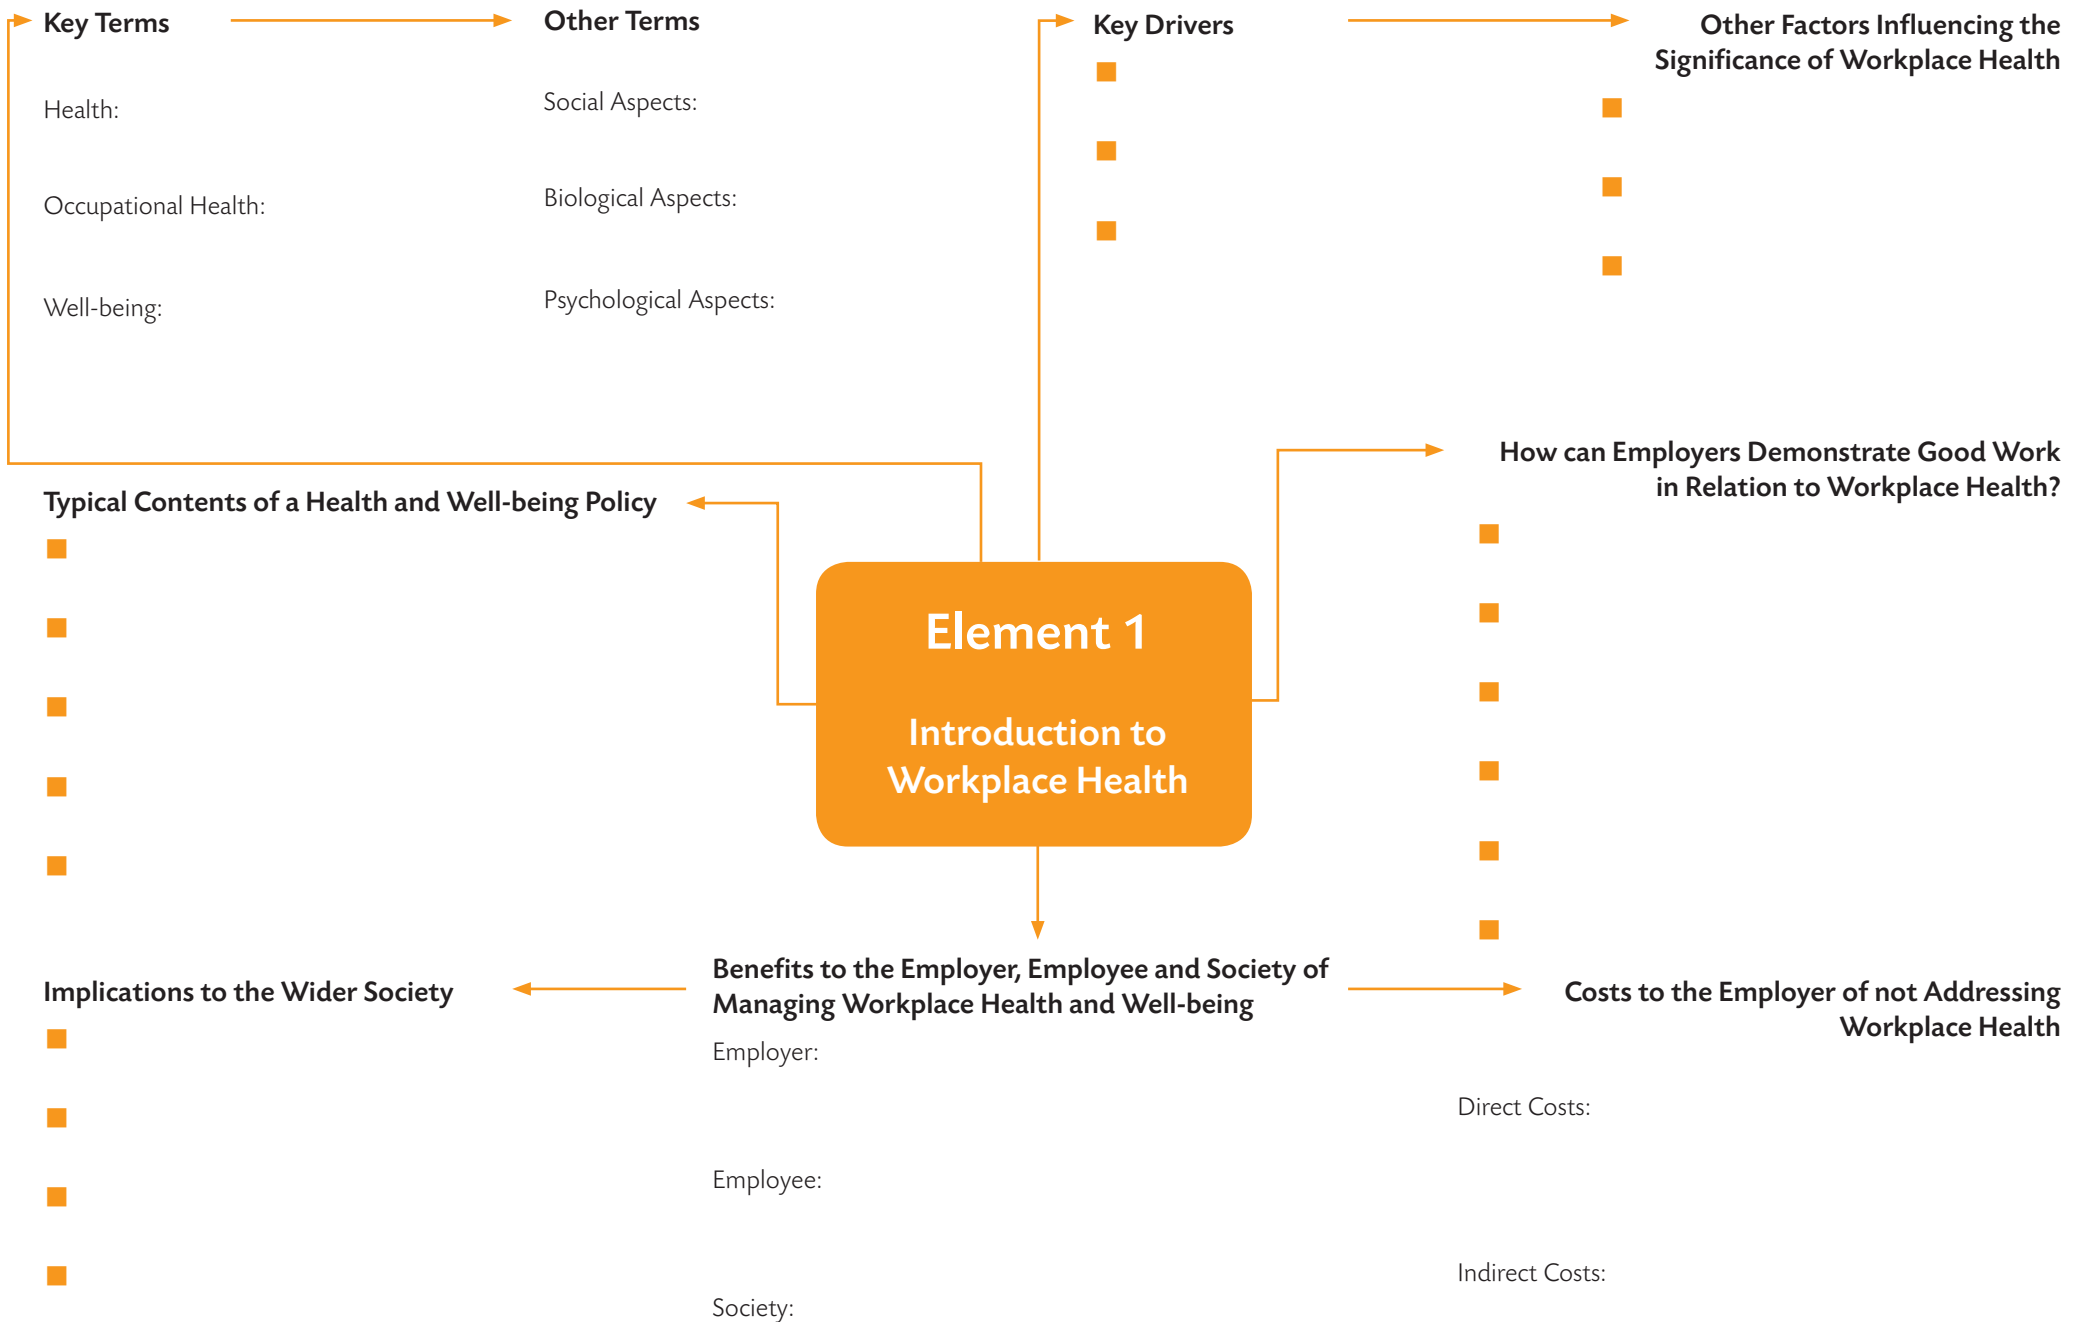 Key Terms
Health:
Occupational Health:
Well-being:
Other Terms
Social Aspects:
Biological Aspects:
Psychological Aspects:
Key Drivers
Other Factors Influencing the
Significance of Workplace Health
How can Employers Demonstrate Good Work
in Relation to Workplace Health?
Typical Contents of a Health and Well-being Policy
Element 1
Introduction to
Workplace Health
Implications to the Wider Society
Benefits to the Employer, Employee and Society of
Managing Workplace Health and Well-being
Employer:
Employee:
Society:
Costs to the Employer of not Addressing
Workplace Health
Direct Costs:
Indirect Costs: